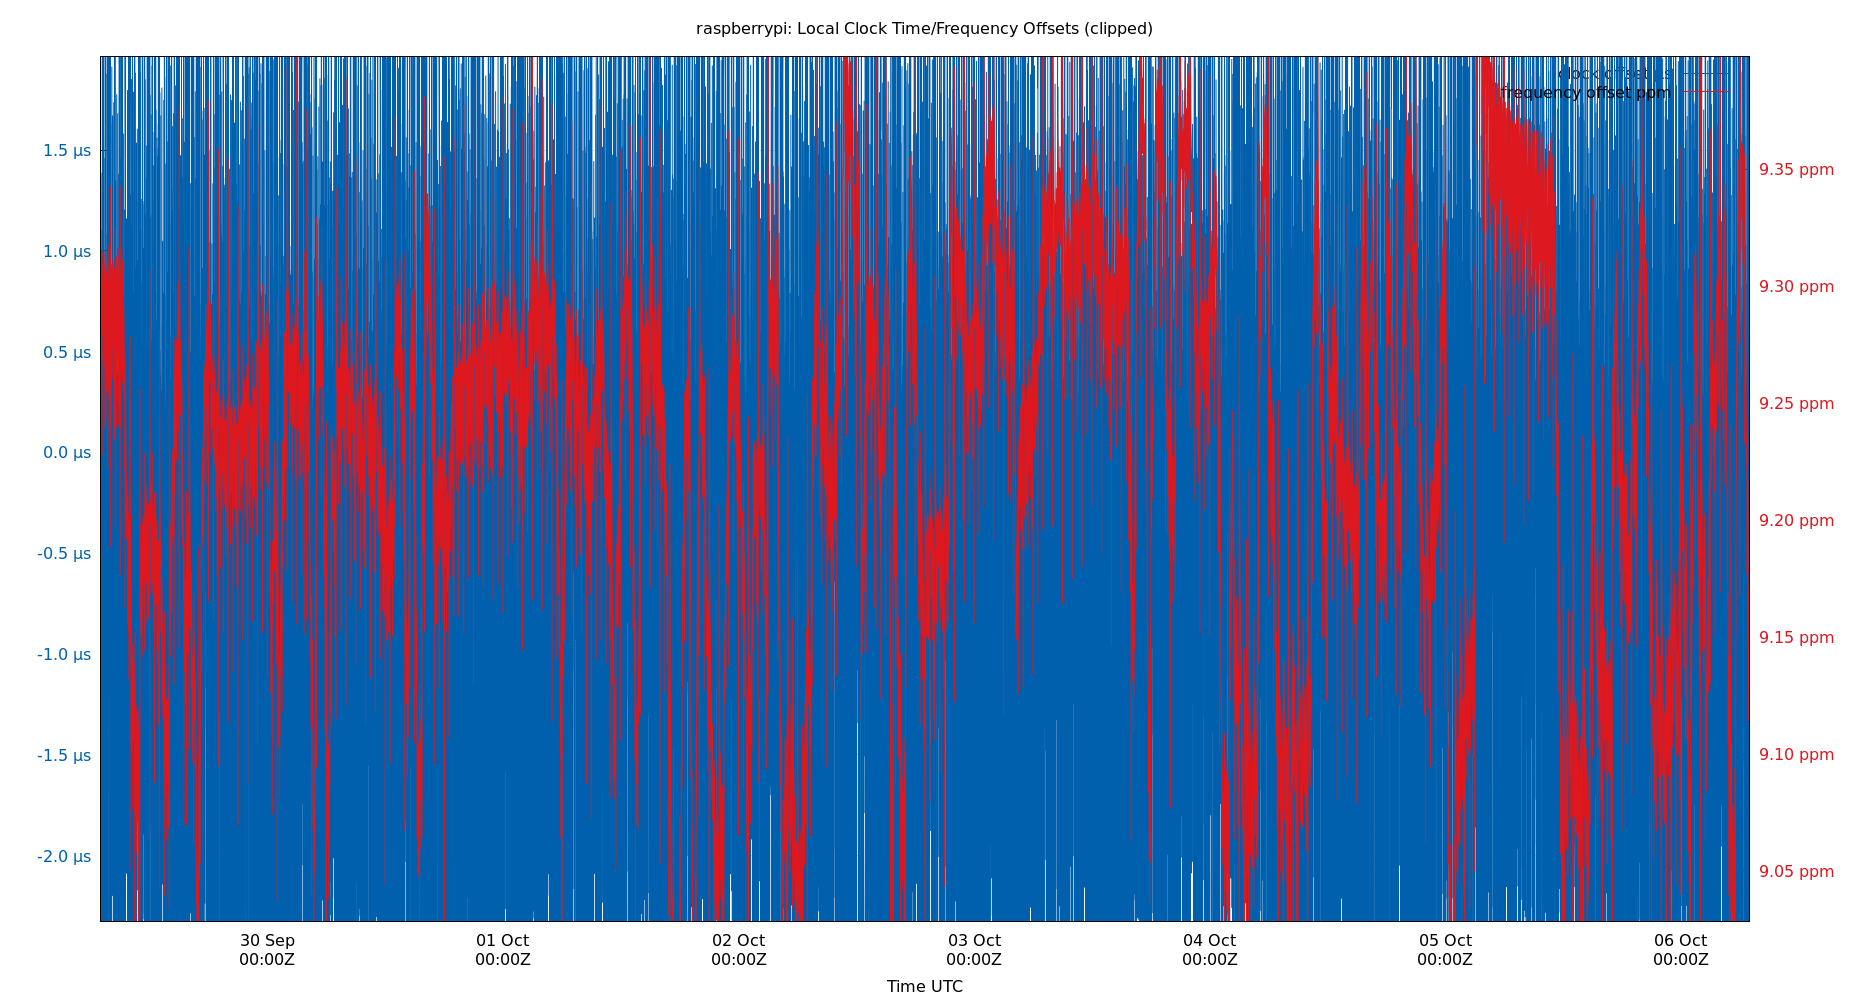 raspberrypi: Local Clock Time/Frequency Offsets (clipped)
clock offset µs
frequency offset ppm
1.5 µs
1.0 µs
0.5 µs
0.0 µs
-0.5 µs
-1.0 µs
-1.5 µs
-2.0 µs
9.35 ppm
9.30 ppm
9.25 ppm
9.20 ppm
9.15 ppm
9.10 ppm
9.05 ppm
30 Sep
00:00Z
01 Oct
00:00Z
02 Oct
00:00Z
03 Oct
00:00Z
04 Oct
00:00Z
05 Oct
00:00Z
06 Oct
00:00Z
Time UTC